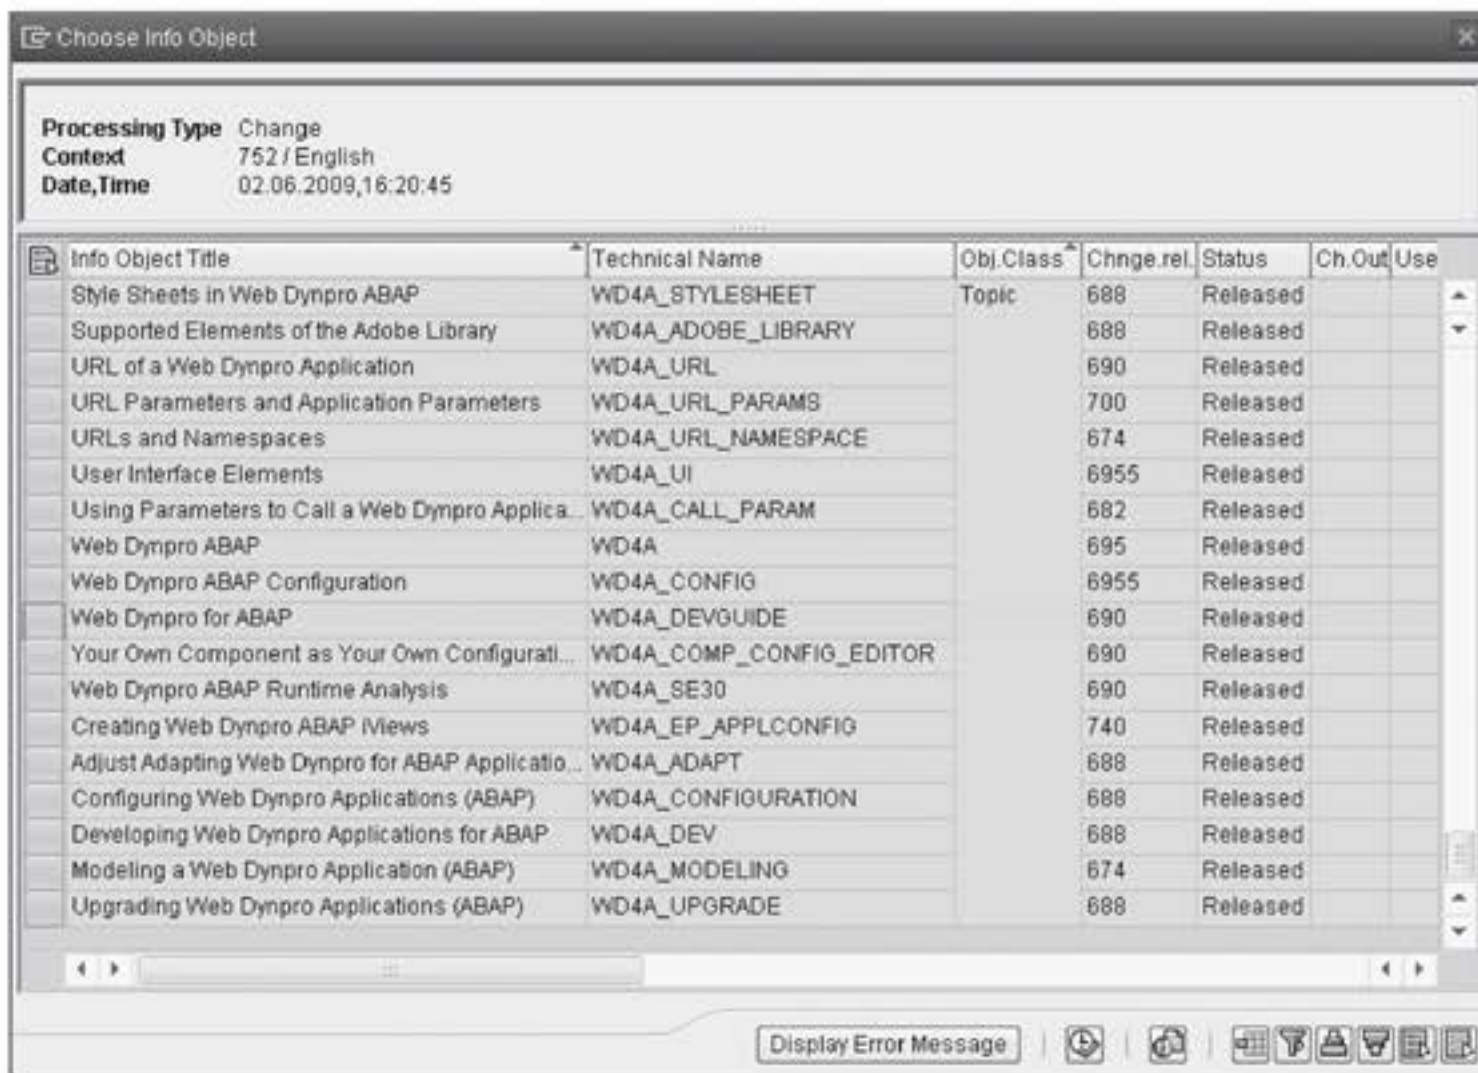 Choose Info Object
Processing Type Change
Context 752 / English
Date,Time 02.06.2009,16:20:45
Info Object Title Technical Name Obj.Class Chnge.rel. Status Ch.Out Use
Style Sheets in Web Dynpro ABAP WD4A_STYLESHEET Topic 688 Released
Supported Elements of the Adobe Library WD4A_ADOBE_LIBRARY 688 Released
URL of a Web Dynpro Application WD4A_URL 690 Released
URL Parameters and Application Parameters WD4A_URL_PARAMS 700 Released
URLs and Namespaces WD4A_URL_NAMESPACE 674 Released
User Interface Elements WD4A_UI 6955 Released
Using Parameters to Call a Web Dynpro Applica... WD4A_CALL_PARAM 682 Released
Web Dynpro ABAP WD4A 695 Released
Web Dynpro ABAP Configuration WD4A_CONFIG 6955 Released
Web Dynpro for ABAP WD4A_DEVGUIDE 690 Released
Your Own Component as Your Own Configurati... WD4A_COMP_CONFIG_EDITOR 690 Released
Web Dynpro ABAP Runtime Analysis WD4A_SE30 690 Released
Creating Web Dynpro ABAP iViews WD4A_EP_APPLCONFIG 740 Released
Adjust Adapting Web Dynpro for ABAP Applicatio... WD4A_ADAPT 688 Released
Configuring Web Dynpro Applications (ABAP) WD4A_CONFIGURATION 688 Released
Developing Web Dynpro Applications for ABAP WD4A_DEV 688 Released
Modeling a Web Dynpro Application (ABAP) WD4A_MODELING 674 Released
Upgrading Web Dynpro Applications (ABAP) WD4A_UPGRADE 688 Released
Display Error Message